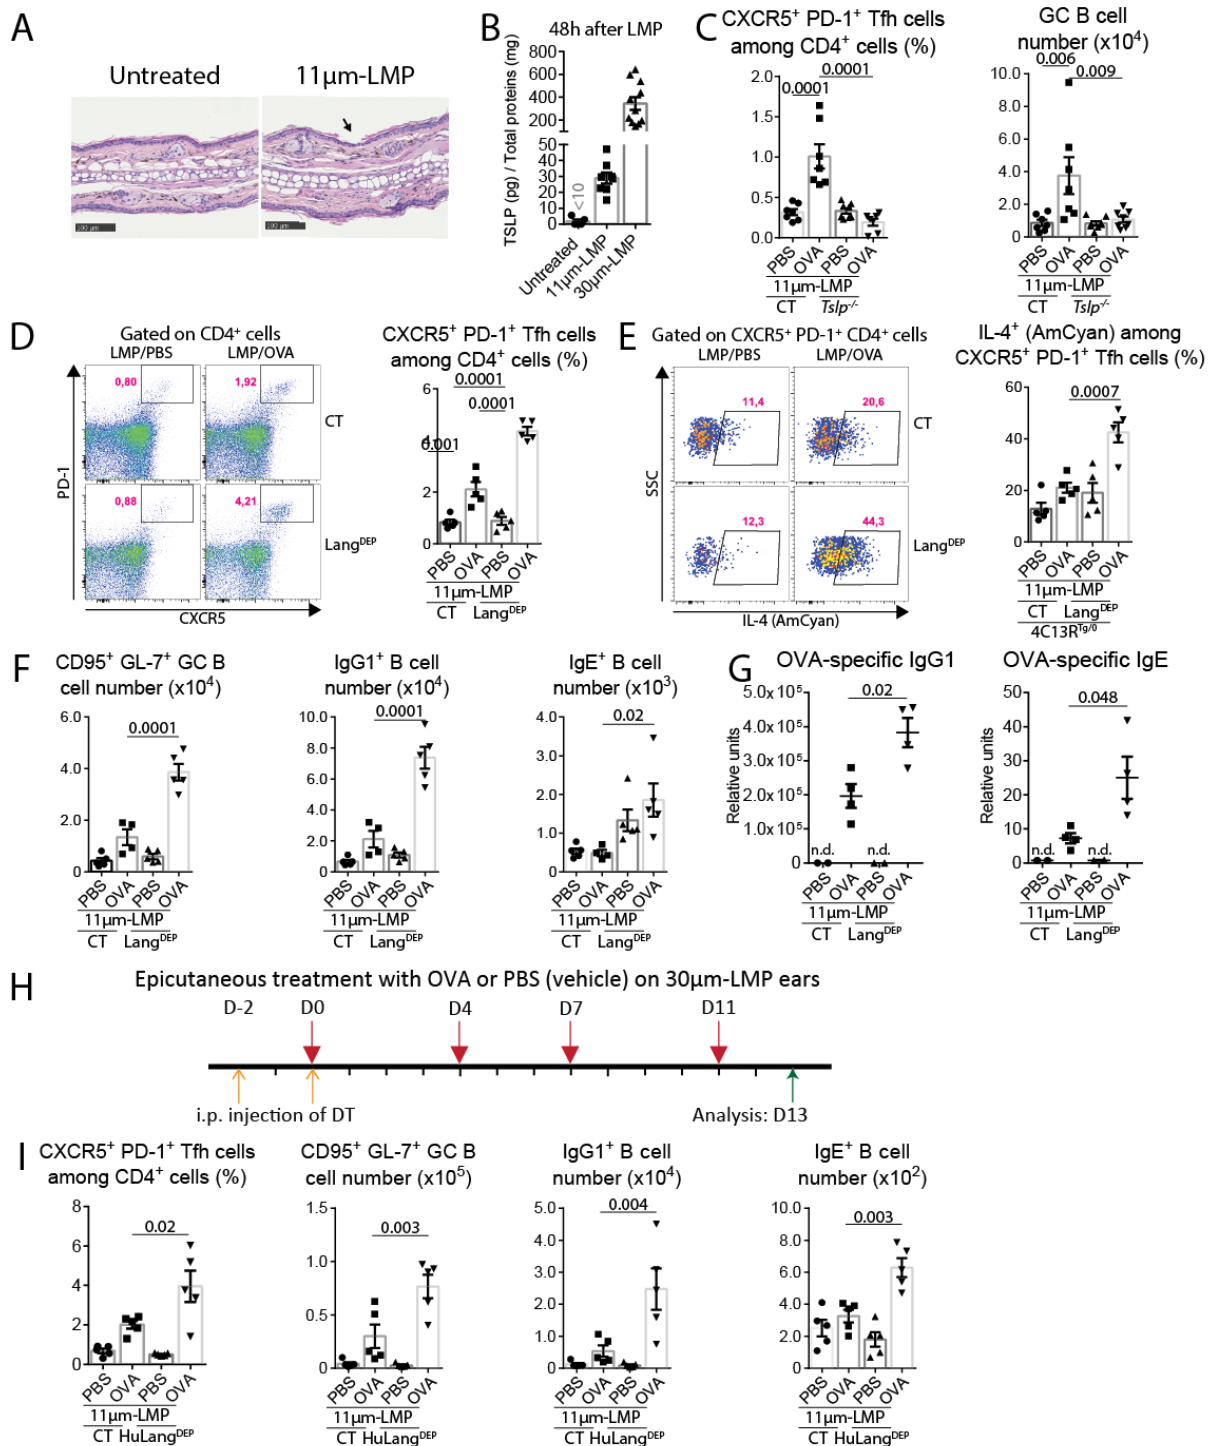 A
Untreated
11µm-LMP
100 µm
100 µm
B
48h after LMP
TSLP (pg) / Total proteins (mg)
800
600
400
200
50
40
30
20
10
0
<10
Untreated
11µm-LMP
30µm-LMP
C
CXCR5⁺ PD-1⁺ Tfh cells
among CD4⁺ cells (%)
0.0001
0.0001
2.0
1.5
1.0
0.5
0.0
PBS
OVA
PBS
OVA
11µm-LMP
CT
Tslp⁻/⁻
GC B cell
number (x10⁴)
0.006
0.009
10
8
6
4
2
0
PBS
OVA
PBS
OVA
11µm-LMP
CT
Tslp⁻/⁻
D
Gated on CD4⁺ cells
LMP/PBS
LMP/OVA
0,80
1,92
CT
0,88
4,21
Langᴰᴱᴾ
PD-1
CXCR5
CXCR5⁺ PD-1⁺ Tfh cells
among CD4⁺ cells (%)
0.0001
0.0001
0.001
6
4
2
0
PBS
OVA
PBS
OVA
11µm-LMP
CT
Langᴰᴱᴾ
E
Gated on CXCR5⁺ PD-1⁺ CD4⁺ cells
LMP/PBS
LMP/OVA
11,4
20,6
CT
12,3
44,3
Langᴰᴱᴾ
SSC
IL-4 (AmCyan)
IL-4⁺ (AmCyan) among
CXCR5⁺ PD-1⁺ Tfh cells (%)
0.0007
60
40
20
0
PBS
OVA
PBS
OVA
11µm-LMP
CT
Langᴰᴱᴾ
4C13Rᵀᵍ/⁰
F
CD95⁺ GL-7⁺ GC B
cell number (x10⁴)
0.0001
6.0
4.0
2.0
0
PBS
OVA
PBS
OVA
11µm-LMP
CT
Langᴰᴱᴾ
IgG1⁺ B cell
number (x10⁴)
0.0001
10.0
8.0
6.0
4.0
2.0
0
PBS
OVA
PBS
OVA
11µm-LMP
CT
Langᴰᴱᴾ
IgE⁺ B cell
number (x10³)
0.02
4.0
3.0
2.0
1.0
0
PBS
OVA
PBS
OVA
11µm-LMP
CT
Langᴰᴱᴾ
G
OVA-specific IgG1
Relative units
0.02
5.0x 10⁵
4.0x 10⁵
3.0x 10⁵
2.0x 10⁵
1.0x 10⁵
0
n.d.
n.d.
PBS
OVA
PBS
OVA
11µm-LMP
CT
Langᴰᴱᴾ
OVA-specific IgE
Relative units
0.048
50
40
30
20
10
0
n.d.
n.d.
PBS
OVA
PBS
OVA
11µm-LMP
CT
Langᴰᴱᴾ
H
Epicutaneous treatment with OVA or PBS (vehicle) on 30µm-LMP ears
D-2
D0
D4
D7
D11
i.p. injection of DT
Analysis: D13
I
CXCR5⁺ PD-1⁺ Tfh cells
among CD4⁺ cells (%)
0.02
8
6
4
2
0
PBS
OVA
PBS
OVA
11µm-LMP
CT HuLangᴰᴱᴾ
CD95⁺ GL-7⁺ GC B
cell number (x10⁵)
0.003
1.5
1.0
0.5
0
PBS
OVA
PBS
OVA
11µm-LMP
CT HuLangᴰᴱᴾ
IgG1⁺ B cell
number (x10⁴)
0.004
5.0
4.0
3.0
2.0
1.0
0
PBS
OVA
PBS
OVA
11µm-LMP
CT HuLangᴰᴱᴾ
IgE⁺ B cell
number (x10²)
0.003
10.0
8.0
6.0
4.0
2.0
0
PBS
OVA
PBS
OVA
11µm-LMP
CT HuLangᴰᴱᴾ